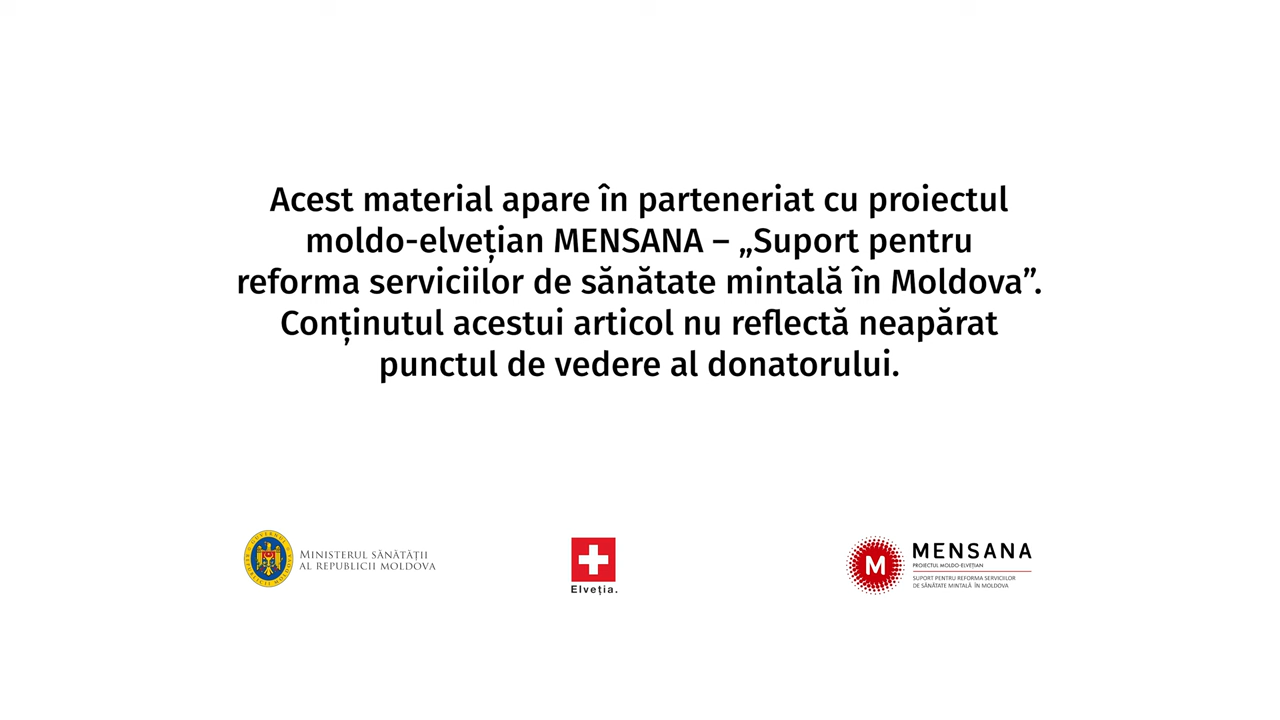 Acest material apare în parteneriat cu proiectul
moldo-elvețian MENSANA – „Suport pentru
reforma serviciilor de sănătate mintală în Moldova”.
Conținutul acestui articol nu reflectă neapărat
punctul de vedere al donatorului.
MINISTERUL SĂNĂTĂȚII
AL REPUBLICII MOLDOVA
Elveția.
M
MENSANA
PROIECTUL MOLDO-ELVEȚIAN
SUPORT PENTRU REFORMA SERVICIILOR
DE SĂNĂTATE MINTALĂ ÎN MOLDOVA